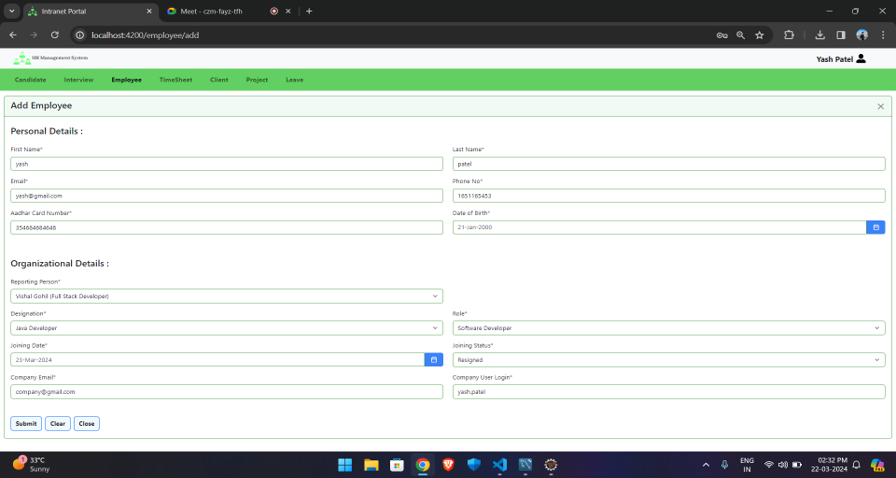 Intranet Portal
Meet - czm-fayz-tfh
localhost:4200/employee/add
HR Management System
Yash Patel
Candidate Interview Employee TimeSheet Client Project Leave
Add Employee
Personal Details :
First Name* Last Name*
yash patel
Email* Phone No*
yash@gmail.com 1651165453
Aadhar Card Number* Date of Birth*
354684684646 21-Jan-2000
Organizational Details :
Reporting Person*
Vishal Gohil (Full Stack Developer)
Designation* Role*
Java Developer Software Developer
Joining Date* Joining Status*
23-Mar-2024 Resigned
Company Email* Company User Login*
company@gmail.com yash.patel
Submit Clear Close
33°C
Sunny
ENG
IN
02:32 PM
22-03-2024